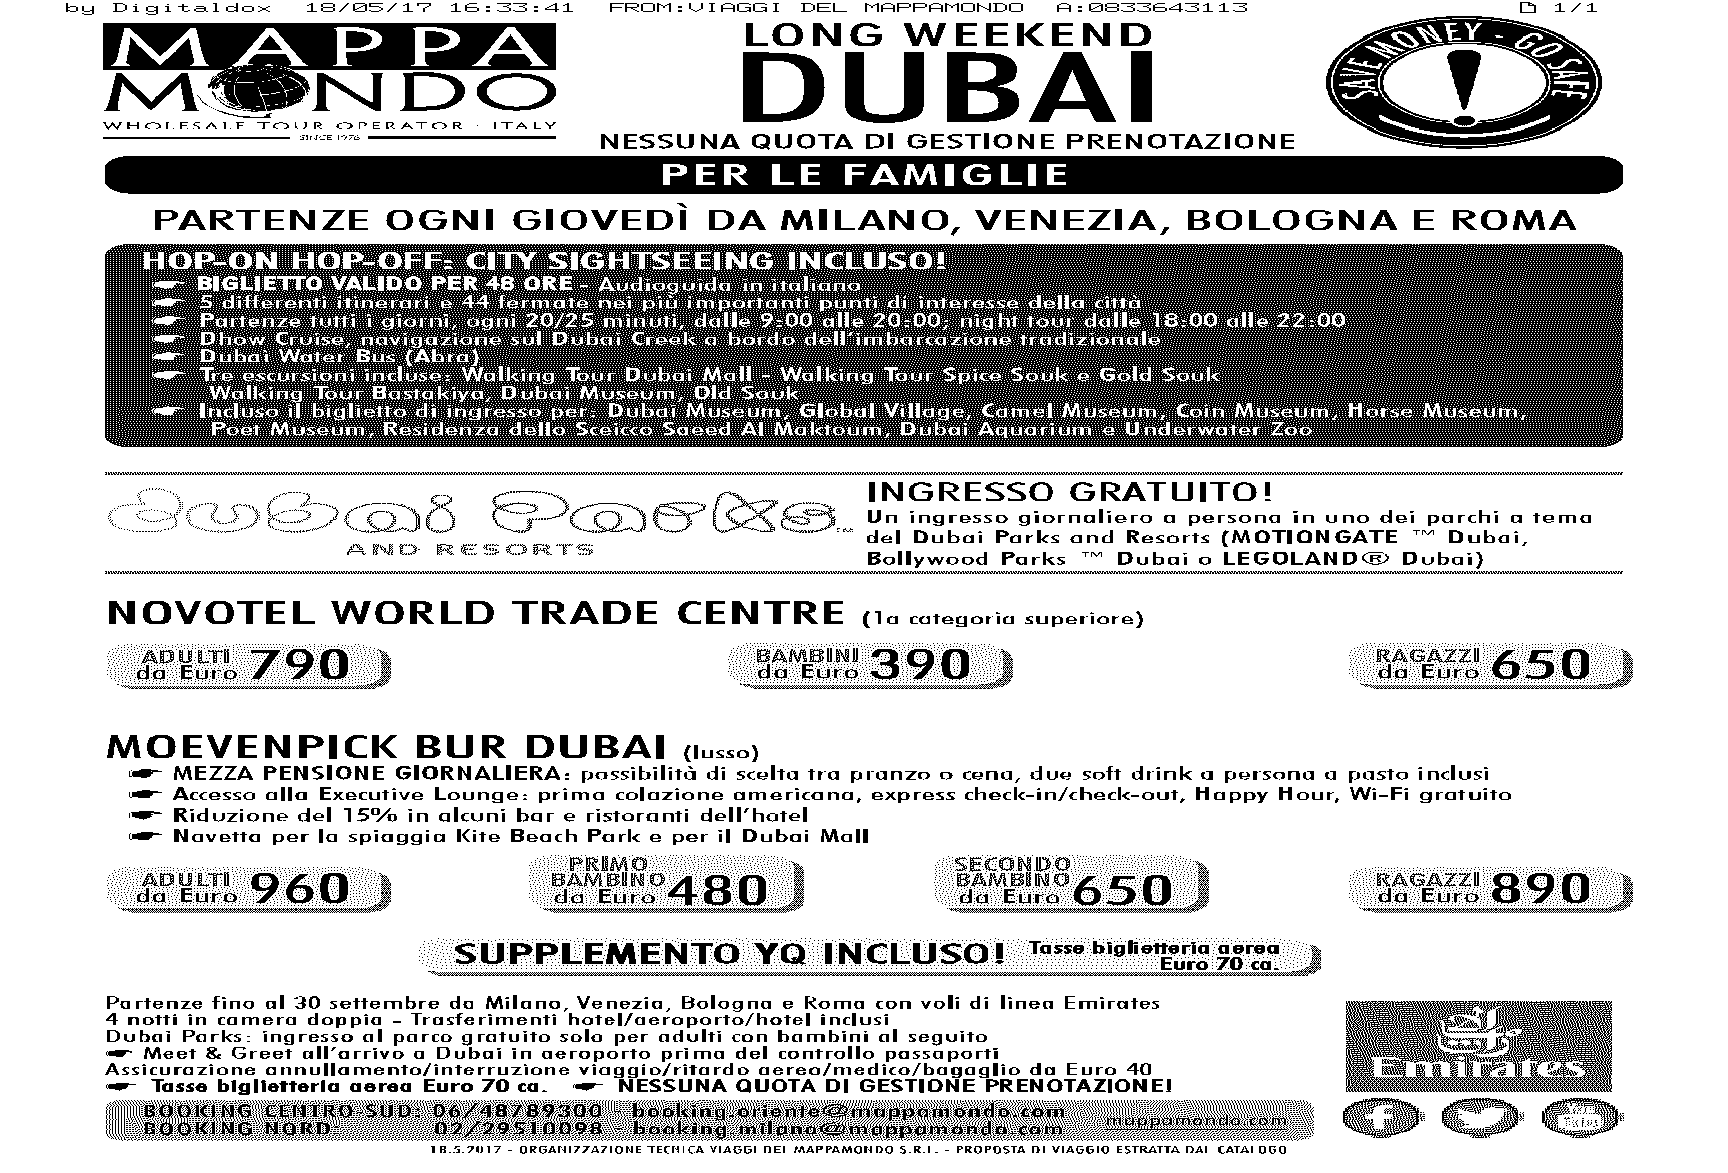 by Digitaldox 18/05/17 16:33:41 FROM:VIAGGI DEL MAPPAMONDO A:0833643113 1/1
MAPPA
MONDO
WHOLESALE TOUR OPERATOR · ITALY
SINCE 1976
LONG WEEKEND
DUBAI
NESSUNA QUOTA DI GESTIONE PRENOTAZIONE
SAVE MONEY - GO SAFE
PER LE FAMIGLIE
PARTENZE OGNI GIOVEDÌ DA MILANO, VENEZIA, BOLOGNA E ROMA
HOP-ON HOP-OFF: CITY SIGHTSEEING INCLUSO!
BIGLIETTO VALIDO PER 48 ORE - Audioguida in italiano
5 differenti itinerari e 44 fermate nei più importanti punti di interesse della città
Partenze tutti i giorni, ogni 20/25 minuti, dalle 9:00 alle 20:00; night tour dalle 18:00 alle 22:00
Dhow Cruise, navigazione sul Dubai Creek a bordo dell'imbarcazione tradizionale
Dubai Water Bus (Abra)
Tre escursioni incluse: Walking Tour Dubai Mall - Walking Tour Spice Souk e Gold Souk
Walking Tour Bastakiya, Dubai Museum, Old Souk
Incluso il biglietto di ingresso per: Dubai Museum, Global Village, Camel Museum, Coin Museum, Horse Museum,
Poet Museum, Residenza dello Sceicco Saeed Al Maktoum, Dubai Aquarium e Underwater Zoo
dubai Parks™
AND RESORTS
INGRESSO GRATUITO!
Un ingresso giornaliero a persona in uno dei parchi a tema
del Dubai Parks and Resorts (MOTIONGATE ™ Dubai,
Bollywood Parks ™ Dubai o LEGOLAND® Dubai)
NOVOTEL WORLD TRADE CENTRE (1a categoria superiore)
ADULTI
da Euro 790
BAMBINI
da Euro 390
RAGAZZI
da Euro 650
MOEVENPICK BUR DUBAI (lusso)
MEZZA PENSIONE GIORNALIERA: possibilità di scelta tra pranzo o cena, due soft drink a persona a pasto inclusi
Accesso alla Executive Lounge: prima colazione americana, express check-in/check-out, Happy Hour, Wi-Fi gratuito
Riduzione del 15% in alcuni bar e ristoranti dell'hotel
Navetta per la spiaggia Kite Beach Park e per il Dubai Mall
ADULTI
da Euro 960
PRIMO
BAMBINO
da Euro 480
SECONDO
BAMBINO
da Euro 650
RAGAZZI
da Euro 890
SUPPLEMENTO YQ INCLUSO! Tasse biglietteria aerea
Euro 70 ca.
Partenze fino al 30 settembre da Milano, Venezia, Bologna e Roma con voli di linea Emirates
4 notti in camera doppia - Trasferimenti hotel/aeroporto/hotel inclusi
Dubai Parks: ingresso al parco gratuito solo per adulti con bambini al seguito
Meet & Greet all'arrivo a Dubai in aeroporto prima del controllo passaporti
Assicurazione annullamento/interruzione viaggio/ritardo aereo/medico/bagaglio da Euro 40
Tasse biglietteria aerea Euro 70 ca. NESSUNA QUOTA DI GESTIONE PRENOTAZIONE!
Emirates
BOOKING CENTRO-SUD: 06/48789300 booking.oriente@mappamondo.com
BOOKING NORD: 02/29510098 booking.milano@mappamondo.com
mappamondo.com
You Tube
18.5.2017 - ORGANIZZAZIONE TECNICA VIAGGI DEL MAPPAMONDO S.R.L. - PROPOSTA DI VIAGGIO ESTRATTA DAL CATALOGO